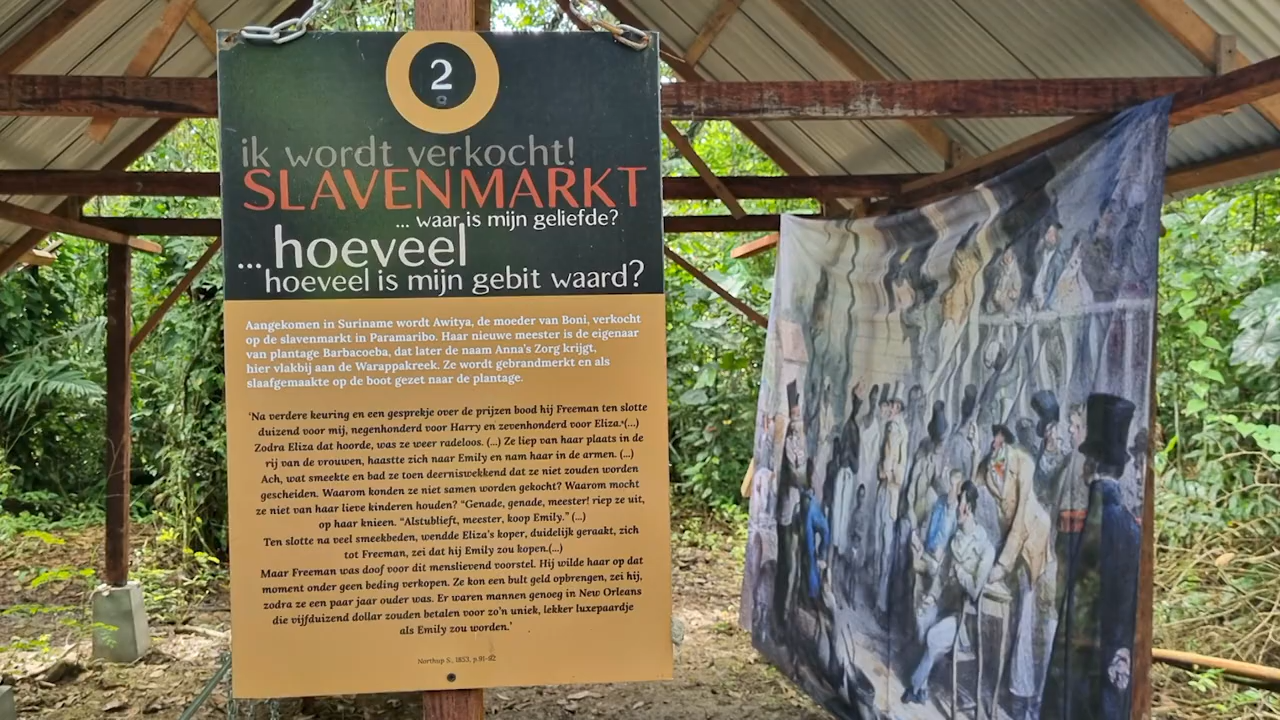 2
ik wordt verkocht!
SLAVENMARKT
... waar is mijn geliefde?
... hoeveel
hoeveel is mijn gebit waard?
Aangekomen in Suriname wordt Awitya, de moeder van Boni, verkocht
op de slavenmarkt in Paramaribo. Haar nieuwe meester is de eigenaar
van plantage Barbacoeba, dat later de naam Anna's Zorg krijgt,
hier vlakbij aan de Warappakreek. Ze wordt gebrandmerkt en als
slaafgemaakte op de boot gezet naar de plantage.
'Na verdere keuring en een gesprekje over de prijzen bood hij Freeman ten slotte
duizend voor mij, negenhonderd voor Harry en zevenhonderd voor Eliza.'(...)
Zodra Eliza dat hoorde, was ze weer radeloos. (...) Ze liep van haar plaats in de
rij van de vrouwen, haastte zich naar Emily en nam haar in de armen. (...)
Ach, wat smeekte en bad ze toen deerniswekkend dat ze niet zouden worden
gescheiden. Waarom konden ze niet samen worden gekocht? Waarom mocht
ze niet van haar lieve kinderen houden? "Genade, genade, meester! riep ze uit,
op haar knieen. "Alstublieft, meester, koop Emily." (...)
Ten slotte na veel smeekbeden, wendde Eliza's koper, duidelijk geraakt, zich
tot Freeman, zei dat hij Emily zou kopen.(...)
Maar Freeman was doof voor dit menslievend voorstel. Hij wilde haar op dat
moment onder geen beding verkopen. Ze kon een bult geld opbrengen, zei hij,
zodra ze een paar jaar ouder was. Er waren mannen genoeg in New Orleans
die vijfduizend dollar zouden betalen voor zo'n uniek, lekker luxepaardje
als Emily zou worden.'
Northup S., 1853, p.91-92